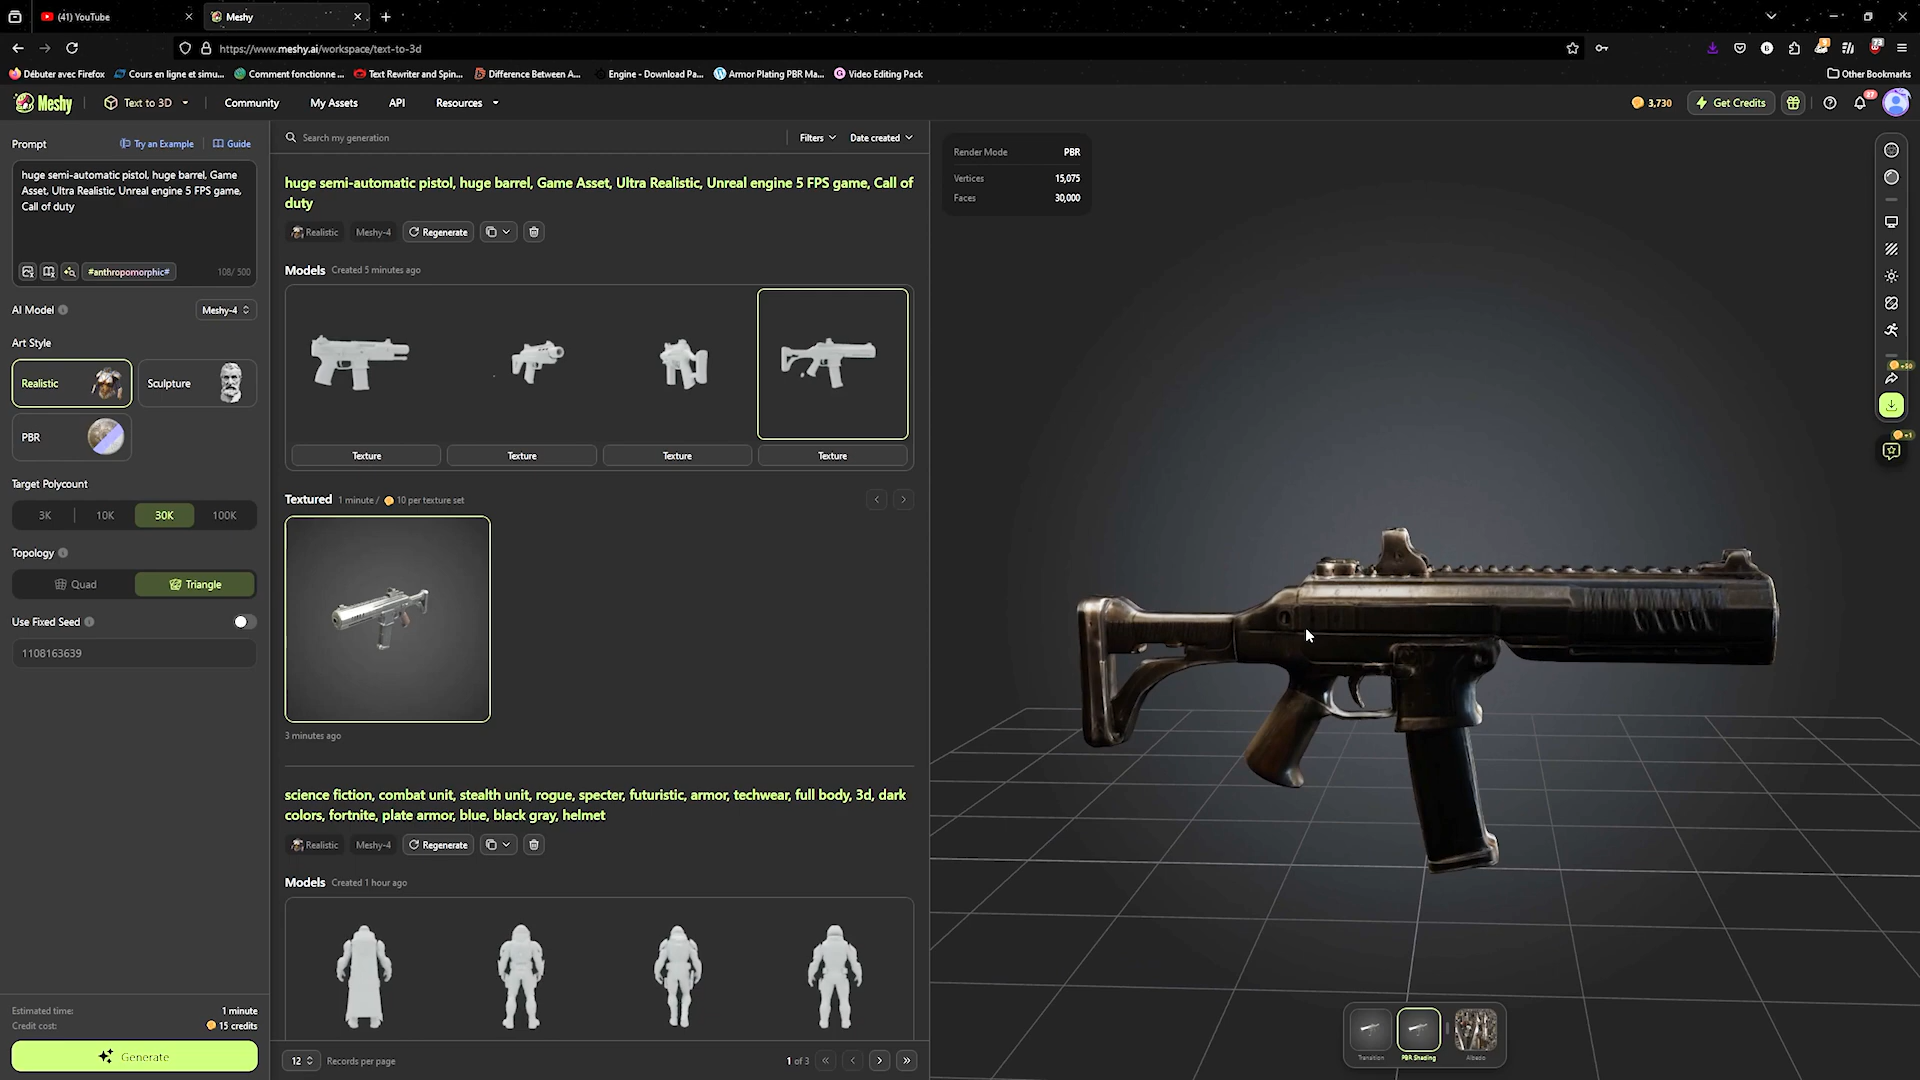 (41) YouTube
Meshy
https://www.meshy.ai/workspace/text-to-3d
Débuter avec Firefox
Cours en ligne et simu...
Comment fonctionne ...
Text Rewriter and Spin...
Difference Between A...
Engine - Download Pa...
Armor Plating PBR Ma...
Video Editing Pack
Other Bookmarks
Meshy
Text to 3D
Community
My Assets
API
Resources
3,730
Get Credits
27
Prompt
Try an Example
Guide
huge semi-automatic pistol, huge barrel, Game
Asset, Ultra Realistic, Unreal engine 5 FPS game,
Call of duty
#anthropomorphic#
108/ 500
AI Model
Meshy-4
Art Style
Realistic
Sculpture
PBR
Target Polycount
3K
10K
30K
100K
Topology
Quad
Triangle
Use Fixed Seed
1108163639
Estimated time:
1 minute
Credit cost:
15 credits
Generate
Search my generation
Filters
Date created
huge semi-automatic pistol, huge barrel, Game Asset, Ultra Realistic, Unreal engine 5 FPS game, Call of
duty
Realistic
Meshy-4
Regenerate
Models
Created 5 minutes ago
Texture
Texture
Texture
Texture
Textured
1 minute /
10 per texture set
3 minutes ago
science fiction, combat unit, stealth unit, rogue, specter, futuristic, armor, techwear, full body, 3d, dark
colors, fortnite, plate armor, blue, black gray, helmet
Realistic
Meshy-4
Regenerate
Models
Created 1 hour ago
12
Records per page
1 of 3
Render Mode
PBR
Vertices
15,075
Faces
30,000
+50
+1
PBR Shading
Albedo